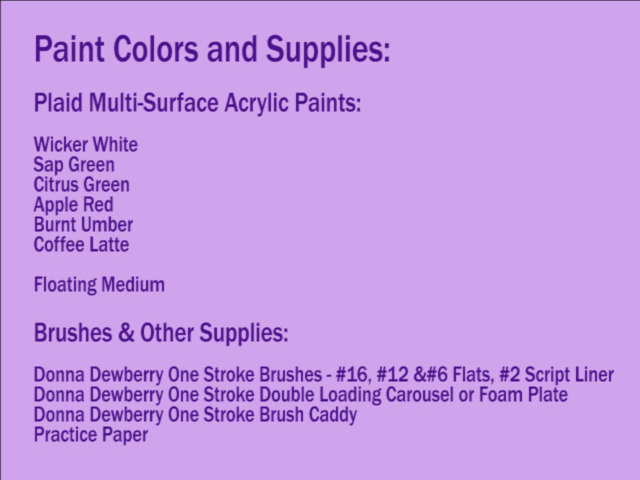 Paint Colors and Supplies:
Plaid Multi-Surface Acrylic Paints:
Wicker White
Sap Green
Citrus Green
Apple Red
Burnt Umber
Coffee Latte
Floating Medium
Brushes & Other Supplies:
Donna Dewberry One Stroke Brushes - #16, #12 &#6 Flats, #2 Script Liner
Donna Dewberry One Stroke Double Loading Carousel or Foam Plate
Donna Dewberry One Stroke Brush Caddy
Practice Paper